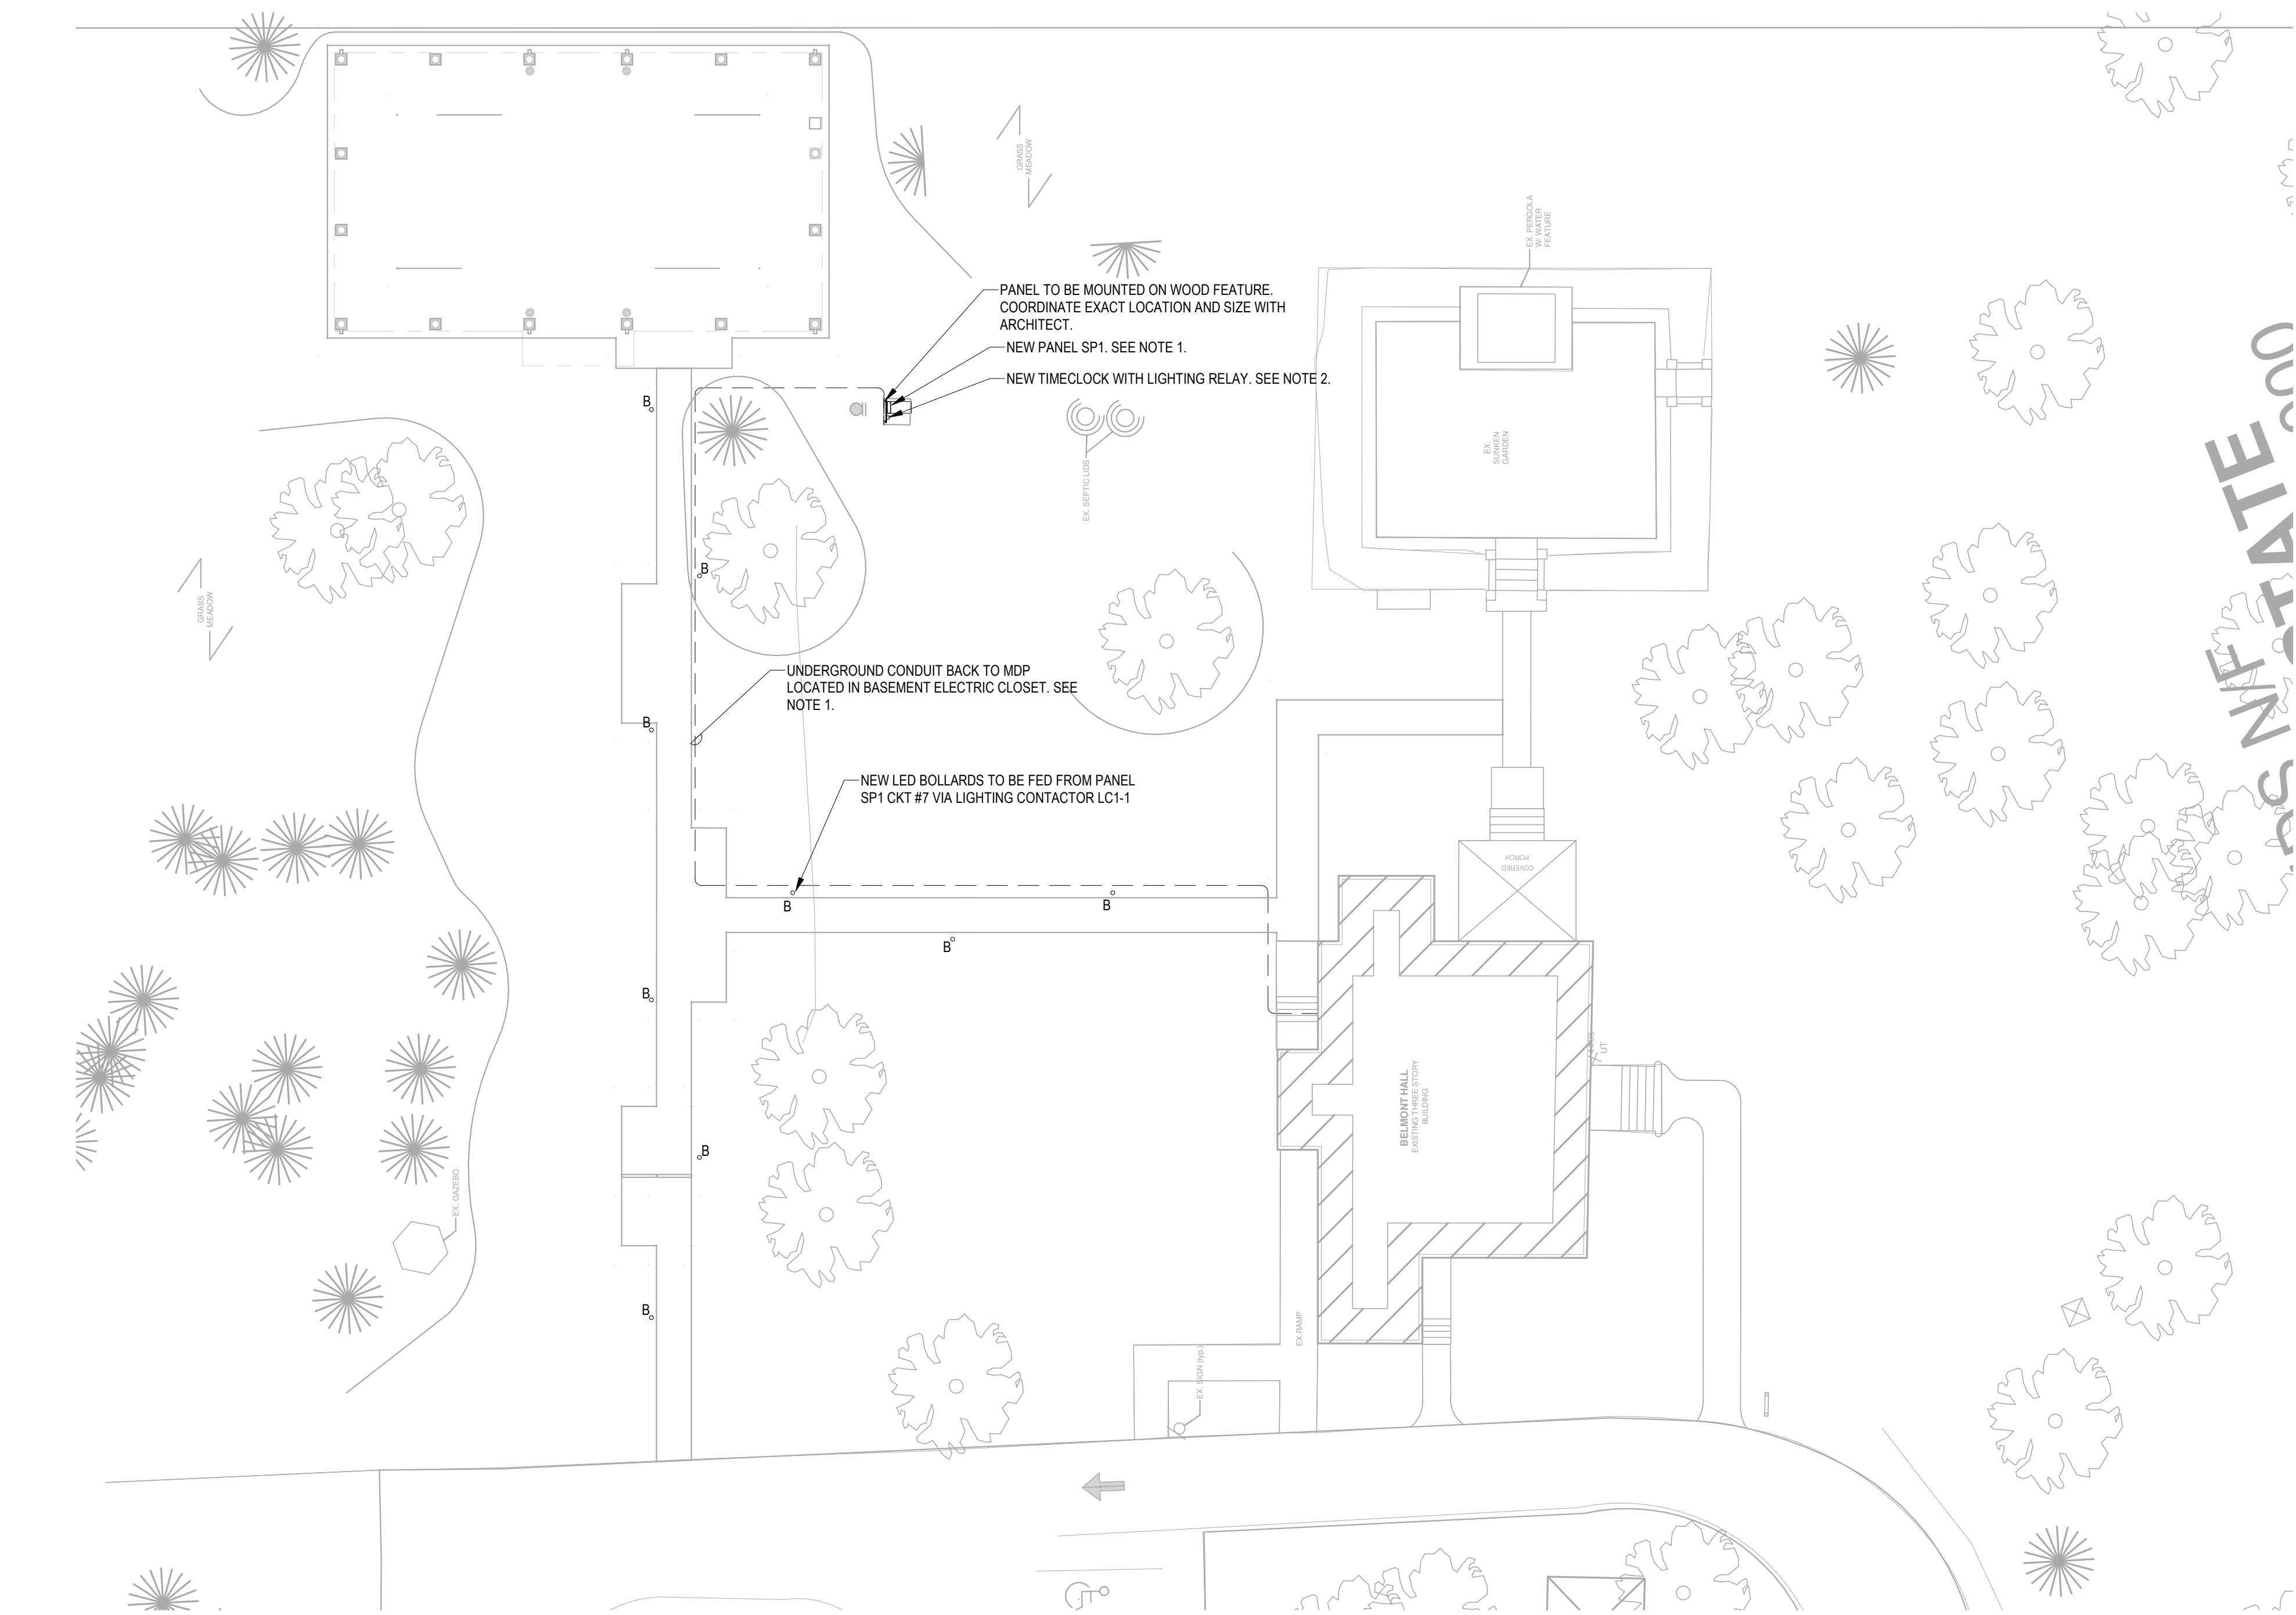 GRASS
MEADOW
EX. PERGOLA
W/ WATER
FEATURE
PANEL TO BE MOUNTED ON WOOD FEATURE.
COORDINATE EXACT LOCATION AND SIZE WITH
ARCHITECT.
NEW PANEL SP1. SEE NOTE 1.
NEW TIMECLOCK WITH LIGHTING RELAY. SEE NOTE 2.
B
EX.
SUNKEN
GARDEN
EX. SEPTIC LIDS
B
GRASS
MEADOW
UNDERGROUND CONDUIT BACK TO MDP
LOCATED IN BASEMENT ELECTRIC CLOSET. SEE
NOTE 1.
B
NEW LED BOLLARDS TO BE FED FROM PANEL
SP1 CKT #7 VIA LIGHTING CONTACTOR LC1-1
COVERED
PORCH
B
B
B
B
UT
BELMONT HALL
EXISTING THREE STORY
BUILDING
B
EX. GAZEBO
B
EX.RAMP
EX. SIGN (typ.)